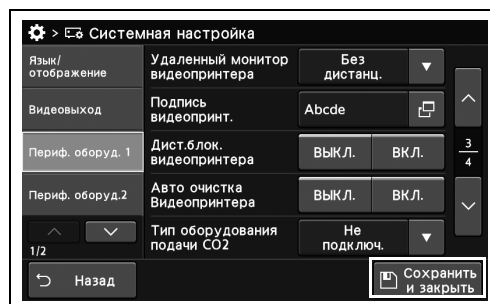 > Системная настройка
Язык/
отображение
Видеовыход
Периф. оборуд. 1
Периф. оборуд.2
1/2
Удаленный монитор
видеопринтера
Без
дистанц.
Подпись
видеопринт.
Abcde
Дист.блок.
видеопринтера
ВЫКЛ.
ВКЛ.
Авто очистка
Видеопринтера
ВЫКЛ.
ВКЛ.
Тип оборудования
подачи CO2
Не
подключ.
3
4
Назад
Сохранить
и закрыть